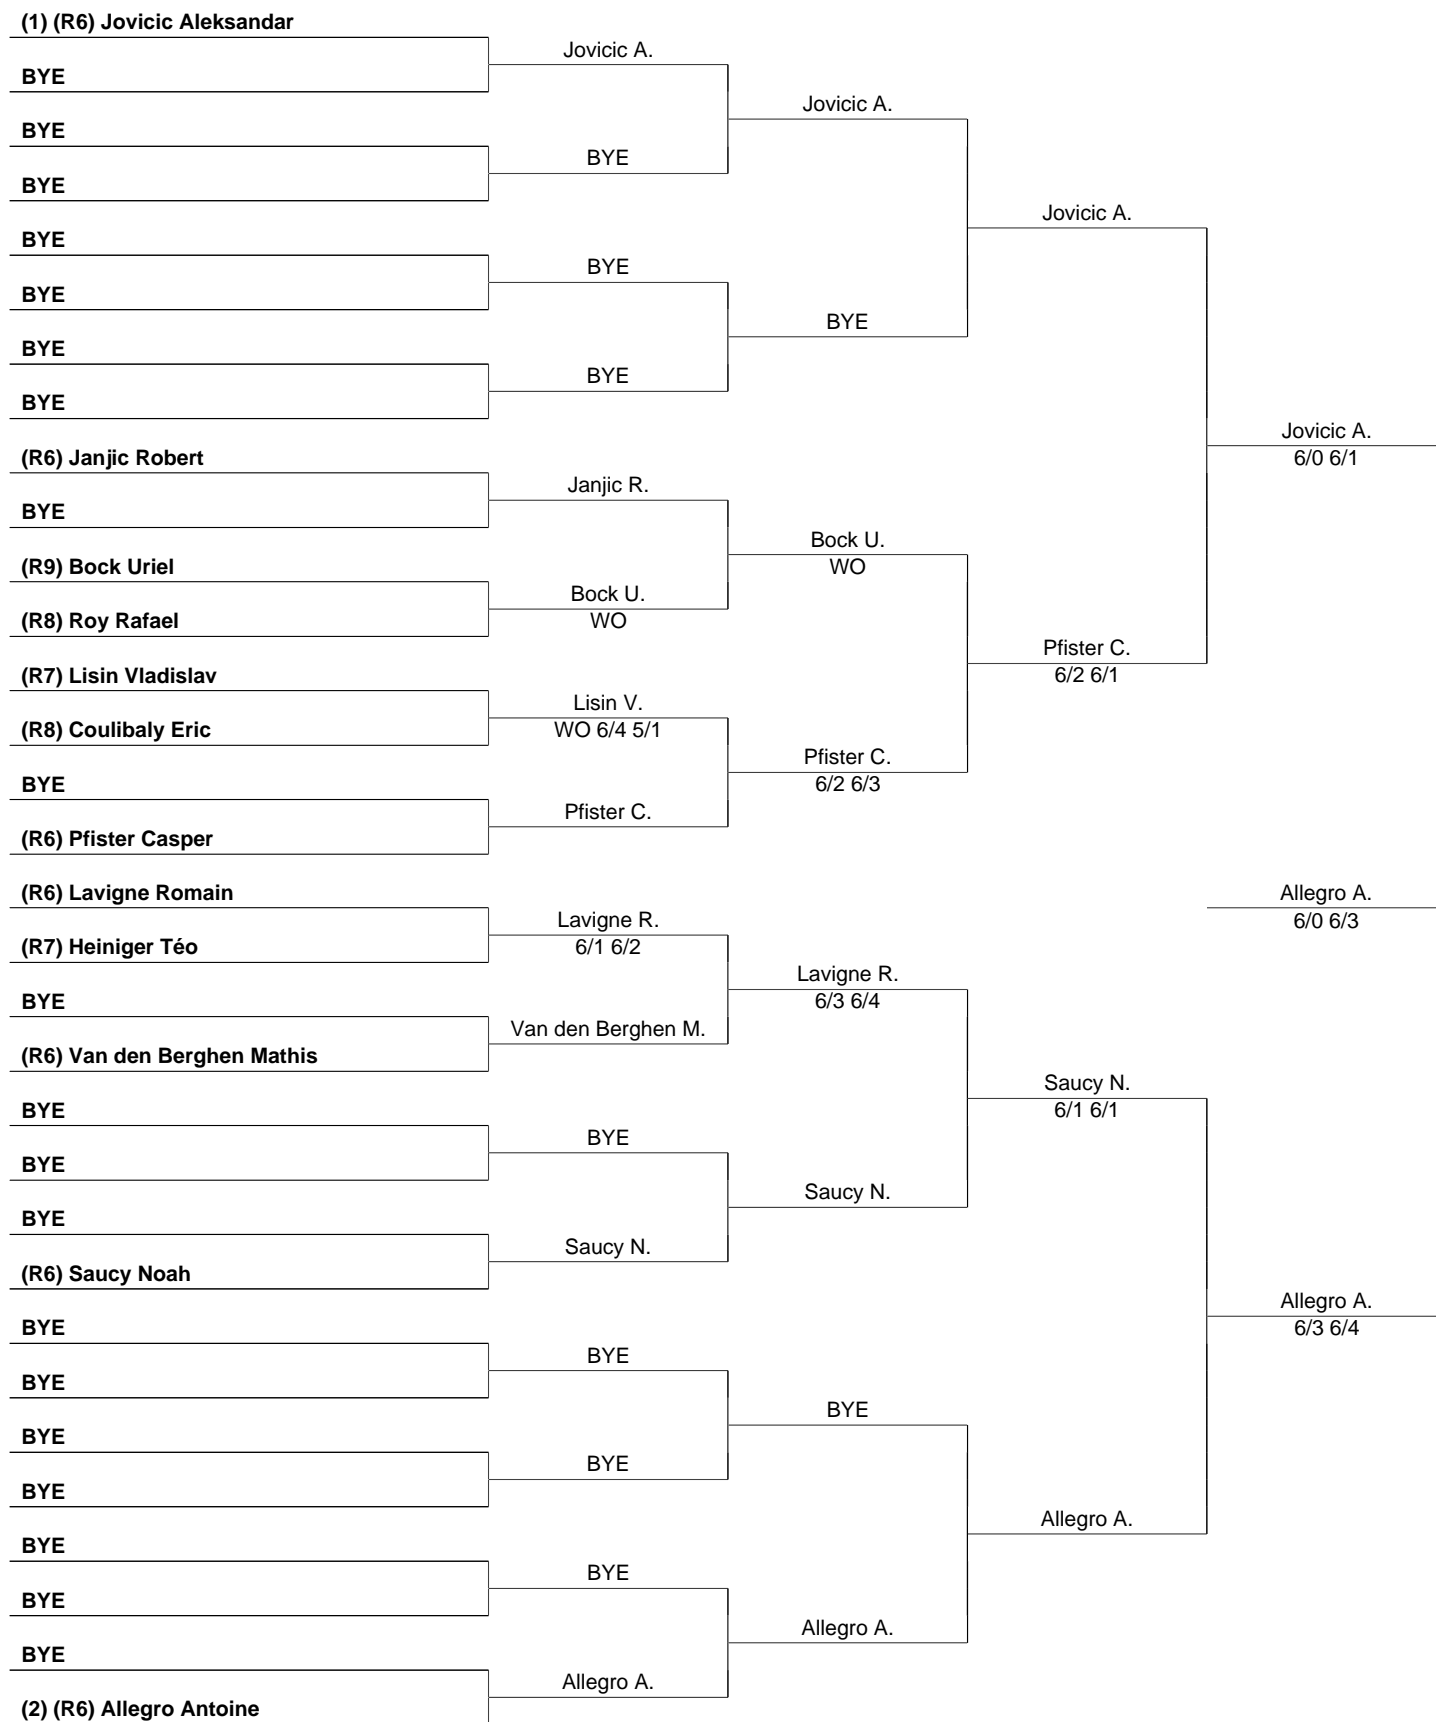 (1) (R6) Jovicic Aleksandar
Jovicic A.
BYE
Jovicic A.
BYE
BYE
BYE
Jovicic A.
BYE
BYE
BYE
BYE
BYE
BYE
BYE
Jovicic A.
(R6) Janjic Robert
6/0 6/1
Janjic R.
BYE
Bock U.
(R9) Bock Uriel
WO
Bock U.
(R8) Roy Rafael
WO
Pfister C.
(R7) Lisin Vladislav
6/2 6/1
Lisin V.
(R8) Coulibaly Eric
WO 6/4 5/1
Pfister C.
BYE
6/2 6/3
Pfister C.
(R6) Pfister Casper
(R6) Lavigne Romain
Allegro A.
Lavigne R.
6/0 6/3
(R7) Heiniger Téo
6/1 6/2
Lavigne R.
BYE
6/3 6/4
Van den Berghen M.
(R6) Van den Berghen Mathis
Saucy N.
BYE
6/1 6/1
BYE
BYE
Saucy N.
BYE
Saucy N.
(R6) Saucy Noah
Allegro A.
BYE
6/3 6/4
BYE
BYE
BYE
BYE
BYE
BYE
Allegro A.
BYE
BYE
BYE
Allegro A.
BYE
Allegro A.
(2) (R6) Allegro Antoine